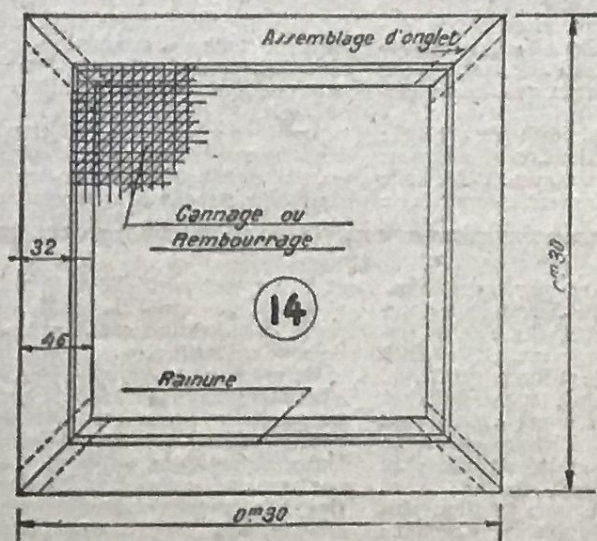 Assemblage d'onglet
Cannage ou
Rembourrage
32
0m30
14
46
Rainure
0m30